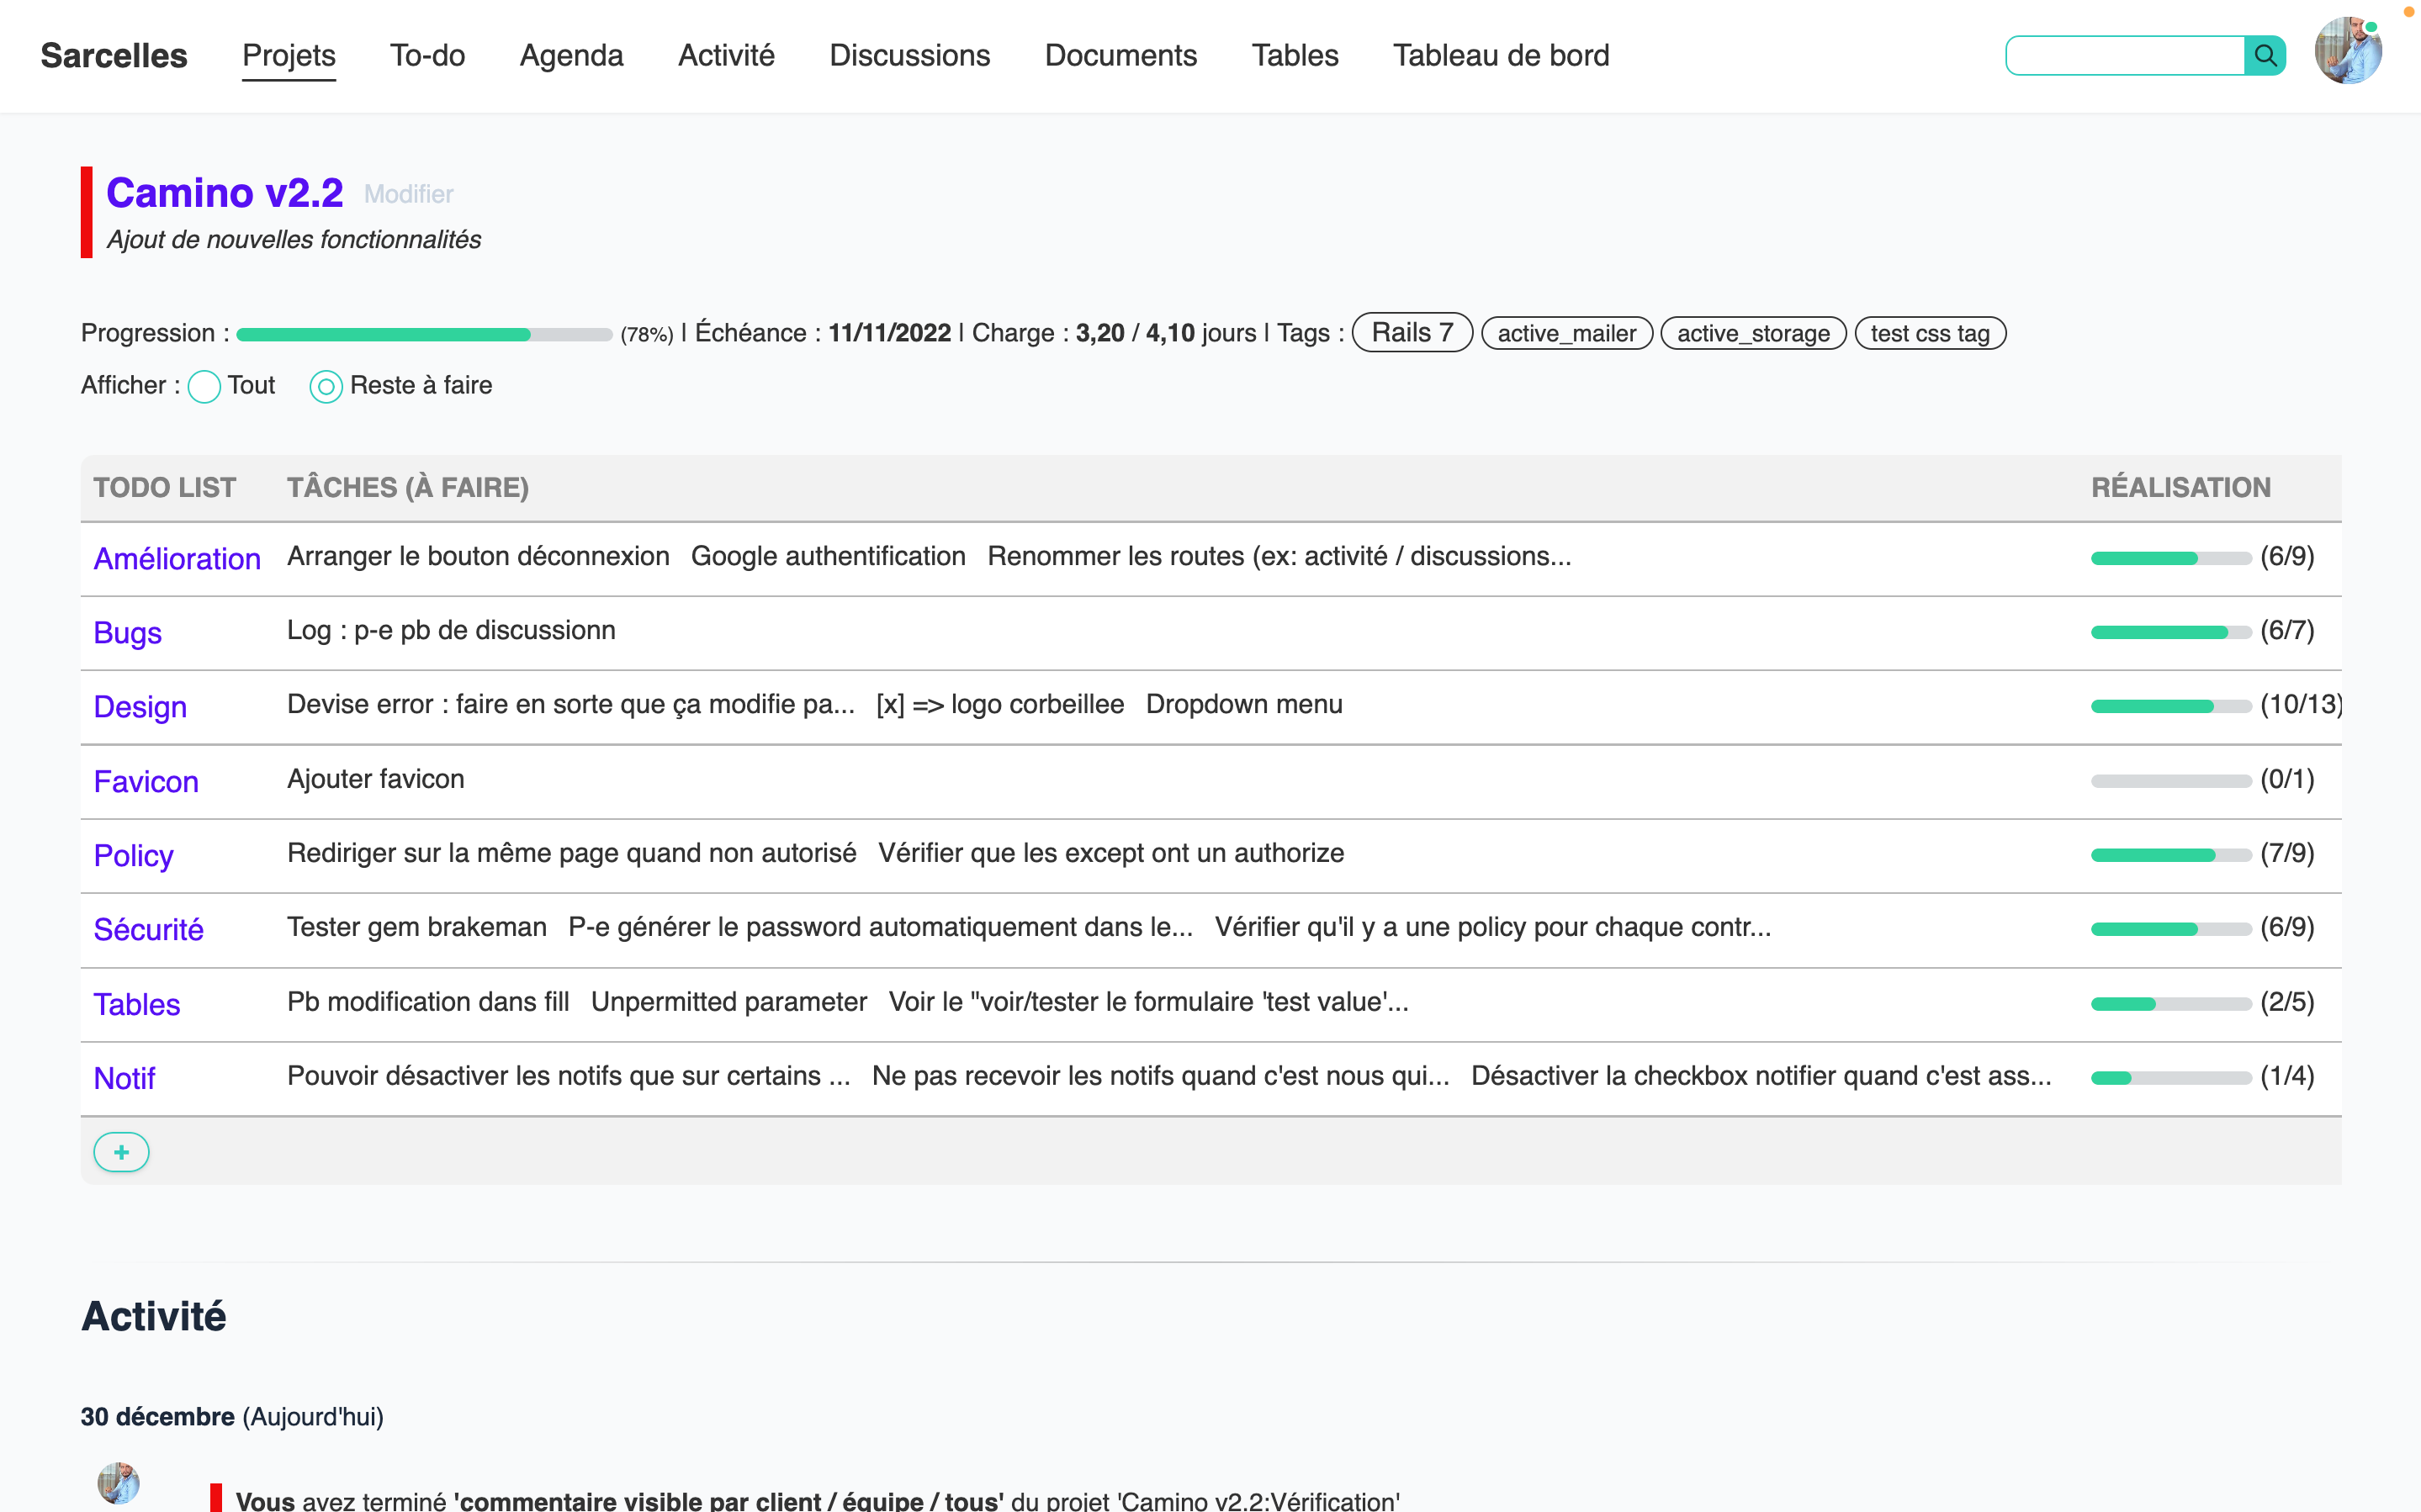 Sarcelles Projets To-do Agenda Activité Discussions Documents Tables Tableau de bord
Camino v2.2 Modifier
Ajout de nouvelles fonctionnalités
Progression : (78%) | Échéance : 11/11/2022 | Charge : 3,20 / 4,10 jours | Tags : Rails 7 active_mailer active_storage test css tag
Afficher : Tout Reste à faire
TODO LIST TÂCHES (À FAIRE) RÉALISATION
Amélioration Arranger le bouton déconnexion Google authentification Renommer les routes (ex: activité / discussions... (6/9)
Bugs Log : p-e pb de discussionn (6/7)
Design Devise error : faire en sorte que ça modifie pa... [x] => logo corbeillee Dropdown menu (10/13)
Favicon Ajouter favicon (0/1)
Policy Rediriger sur la même page quand non autorisé Vérifier que les except ont un authorize (7/9)
Sécurité Tester gem brakeman P-e générer le password automatiquement dans le... Vérifier qu'il y a une policy pour chaque contr... (6/9)
Tables Pb modification dans fill Unpermitted parameter Voir le "voir/tester le formulaire 'test value'... (2/5)
Notif Pouvoir désactiver les notifs que sur certains ... Ne pas recevoir les notifs quand c'est nous qui... Désactiver la checkbox notifier quand c'est ass... (1/4)
+
Activité
30 décembre (Aujourd'hui)
Vous avez terminé 'commentaire visible par client / équipe / tous' du projet 'Camino v2.2:Vérification'